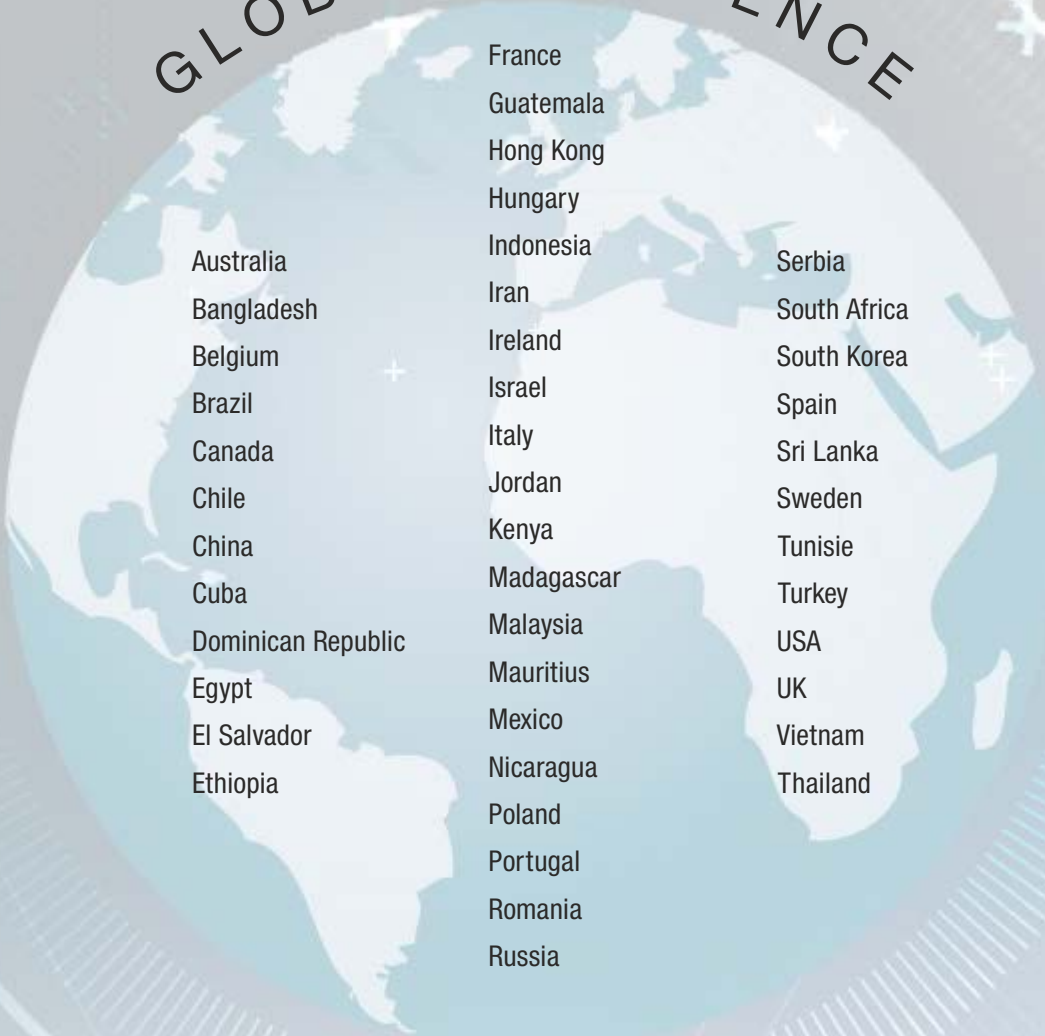 Australia
Bangladesh
Belgium
Brazil
Canada
Chile
China
Cuba
Dominican Republic
Egypt
El Salvador
Ethiopia
France
Guatemala
Hong Kong
Hungary
Indonesia
Iran
Ireland
Israel
Italy
Jordan
Kenya
Madagascar
Malaysia
Mauritius
Mexico
Nicaragua
Poland
Portugal
Romania
Russia
Serbia
South Africa
South Korea
Spain
Sri Lanka
Sweden
Tunisie
Turkey
USA
UK
Vietnam
Thailand